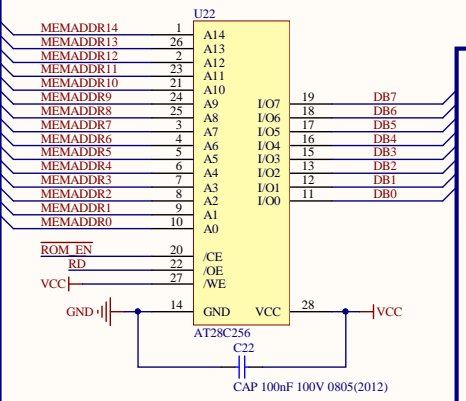 U22
MEMADDR14 1 A14
MEMADDR13 26 A13
MEMADDR12 2 A12
MEMADDR11 23 A11
MEMADDR10 21 A10
MEMADDR9 24 A9 I/O7 19 DB7
MEMADDR8 25 A8 I/O6 18 DB6
MEMADDR7 3 A7 I/O5 17 DB5
MEMADDR6 4 A6 I/O4 16 DB4
MEMADDR5 5 A5 I/O3 15 DB3
MEMADDR4 6 A4 I/O2 13 DB2
MEMADDR3 7 A3 I/O1 12 DB1
MEMADDR2 8 A2 I/O0 11 DB0
MEMADDR1 9 A1
MEMADDR0 10 A0
ROM_EN 20 /CE
RD 22 /OE
VCC 27 /WE
GND 14 GND VCC 28 VCC
AT28C256
C22
CAP 100nF 100V 0805(2012)